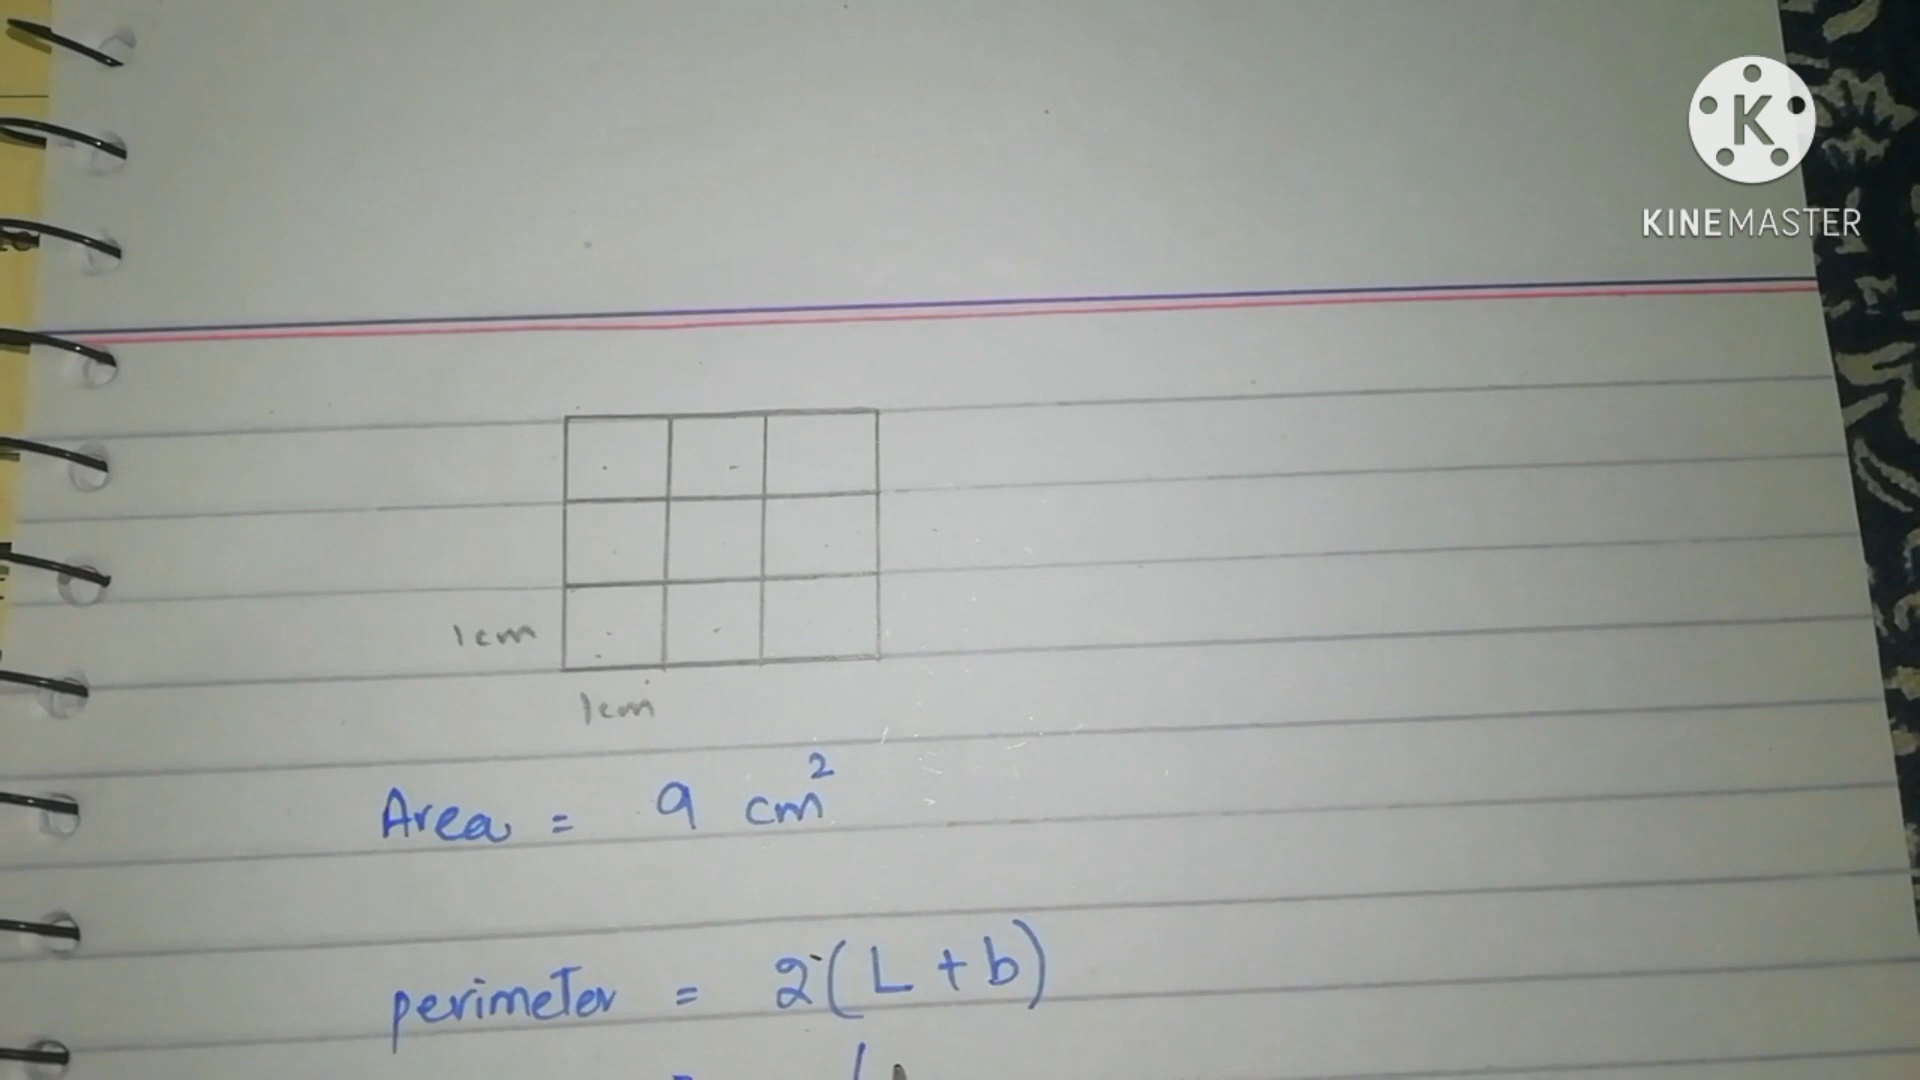 KINEMASTER
1cm
1cm
Area = 9 cm²
perimeter = 2(L + b)
=